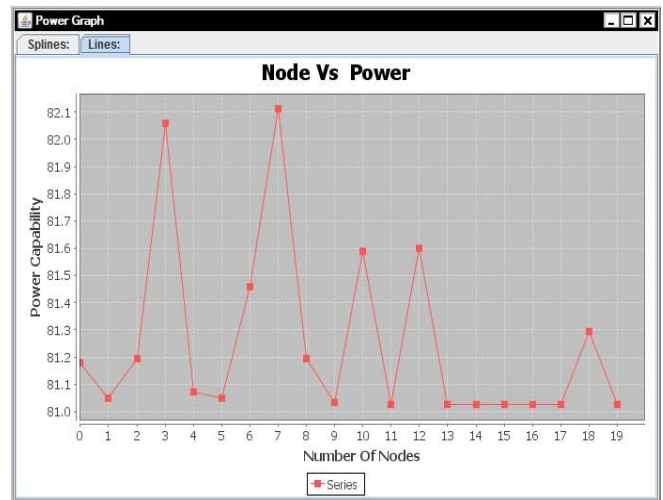 Power Graph
Splines: Lines:
Node Vs Power
Power Capability
82.1
82.0
81.9
81.8
81.7
81.6
81.5
81.4
81.3
81.2
81.1
81.0
0 1 2 3 4 5 6 7 8 9 10 11 12 13 14 15 16 17 18 19
Number Of Nodes
Series